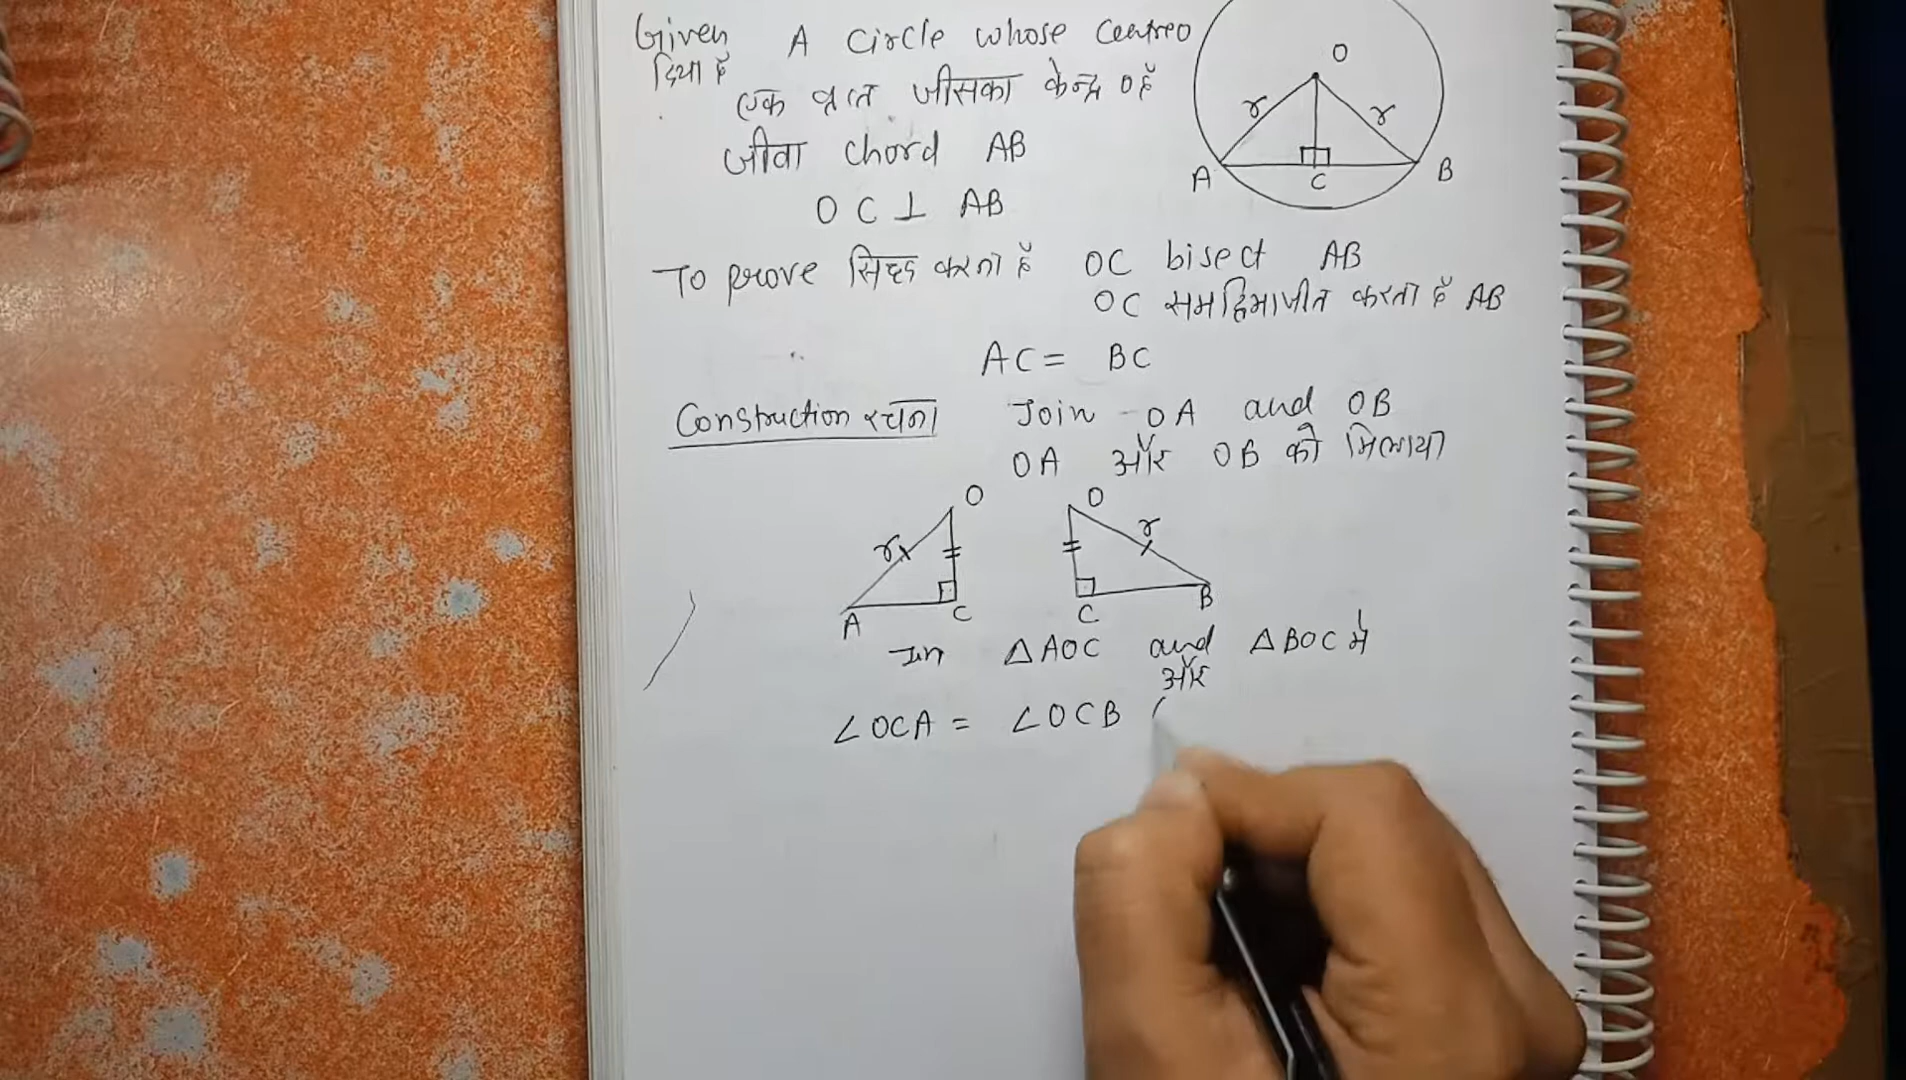 Given A circle whose centre O
दिया है
एक वृत्त जीसका केन्द्र O हैं
जीवा chord AB
OC ⊥ AB
To prove सिद्ध करना हैं OC bisect AB
OC समद्विभाजीत करता हैं AB
AC = BC
Construction रचना Join OA and OB
OA और OB को मिलाया
O
r r
A C B
O O
r r
A C C B
In △AOC and △BOC में
और
∠OCA = ∠OCB (